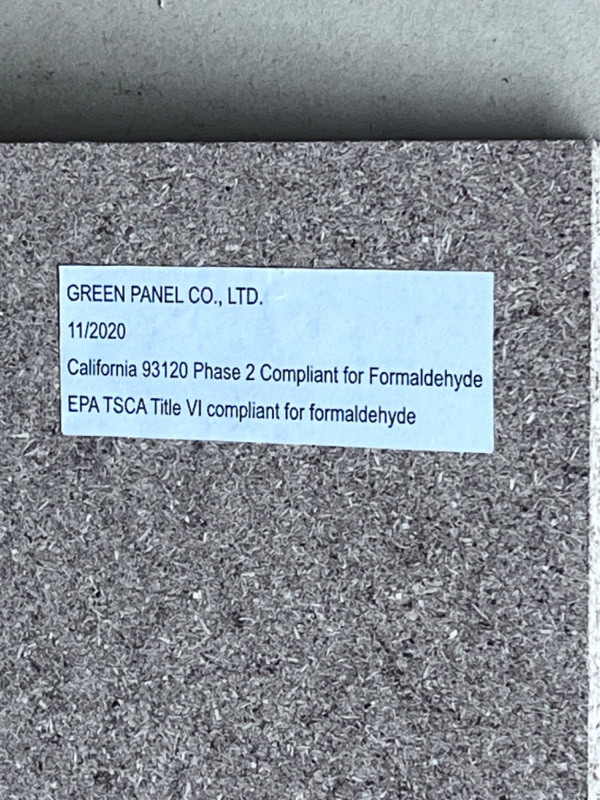 GREEN PANEL CO., LTD.
11/2020
California 93120 Phase 2 Compliant for Formaldehyde
EPA TSCA Title VI compliant for formaldehyde